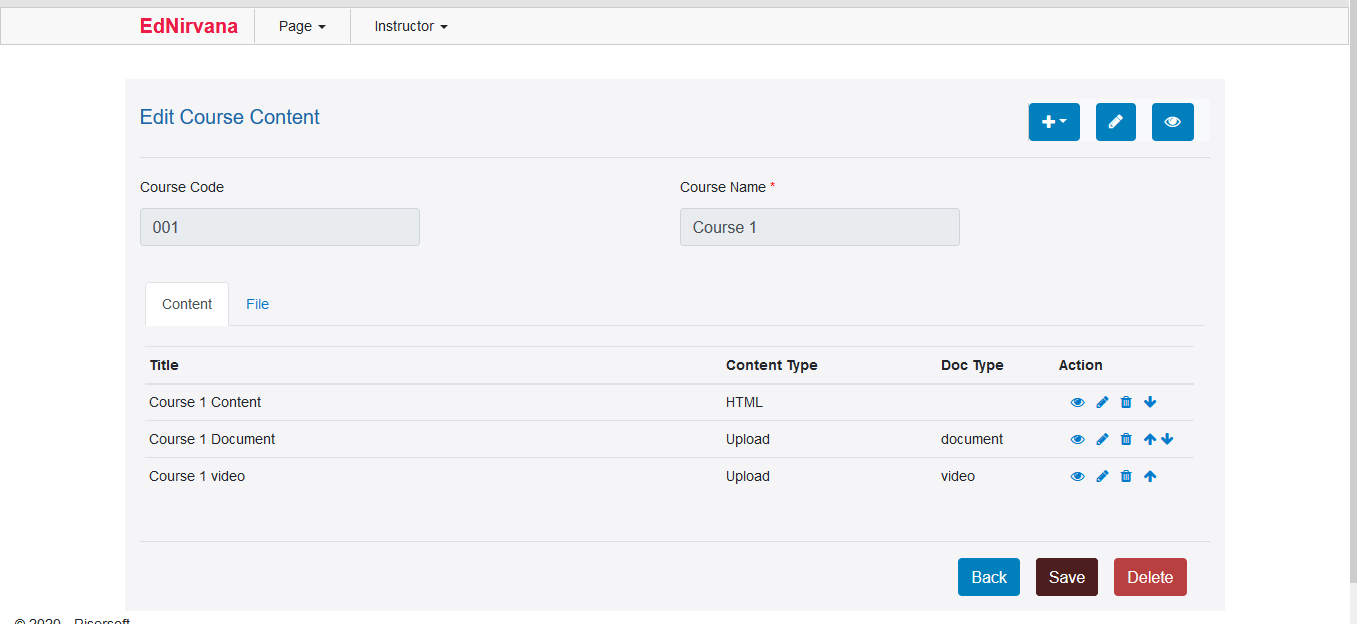 EdNirvana Page Instructor
Edit Course Content
Course Code Course Name *
001 Course 1
Content File
Title Content Type Doc Type Action
Course 1 Content HTML
Course 1 Document Upload document
Course 1 video Upload video
Back Save Delete
© 2020 - Risersoft